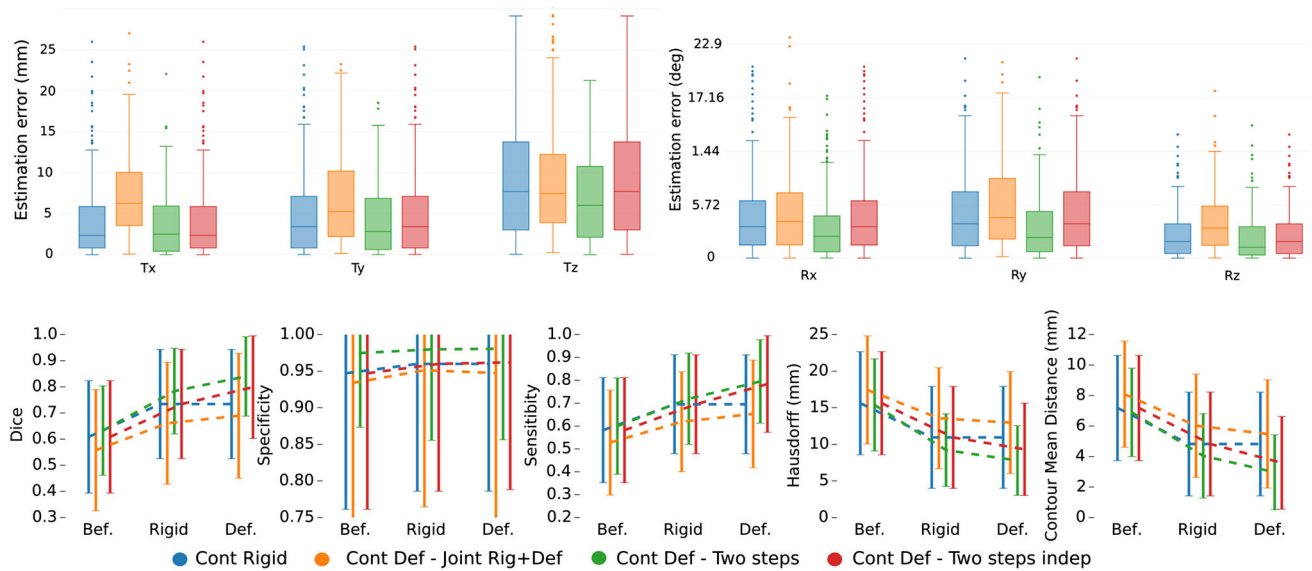 Estimation error (mm)
25
20
15
10
5
0
Tx
Ty
Tz
Estimation error (deg)
22.9
17.16
1.44
5.72
0
Rx
Ry
Rz
Dice
1.0
0.9
0.8
0.7
0.6
0.5
0.4
0.3
Bef.
Rigid
Def.
Specificity
1.00
0.95
0.90
0.85
0.80
0.75
Bef.
Rigid
Def.
Sensitibity
1.0
0.9
0.8
0.7
0.6
0.5
0.4
0.3
0.2
Bef.
Rigid
Def.
Hausdorff (mm)
25
20
15
10
5
0
Bef.
Rigid
Def.
Contour Mean Distance (mm)
12
10
8
6
4
2
0
Bef.
Rigid
Def.
Cont Rigid
Cont Def - Joint Rig+Def
Cont Def - Two steps
Cont Def - Two steps indep